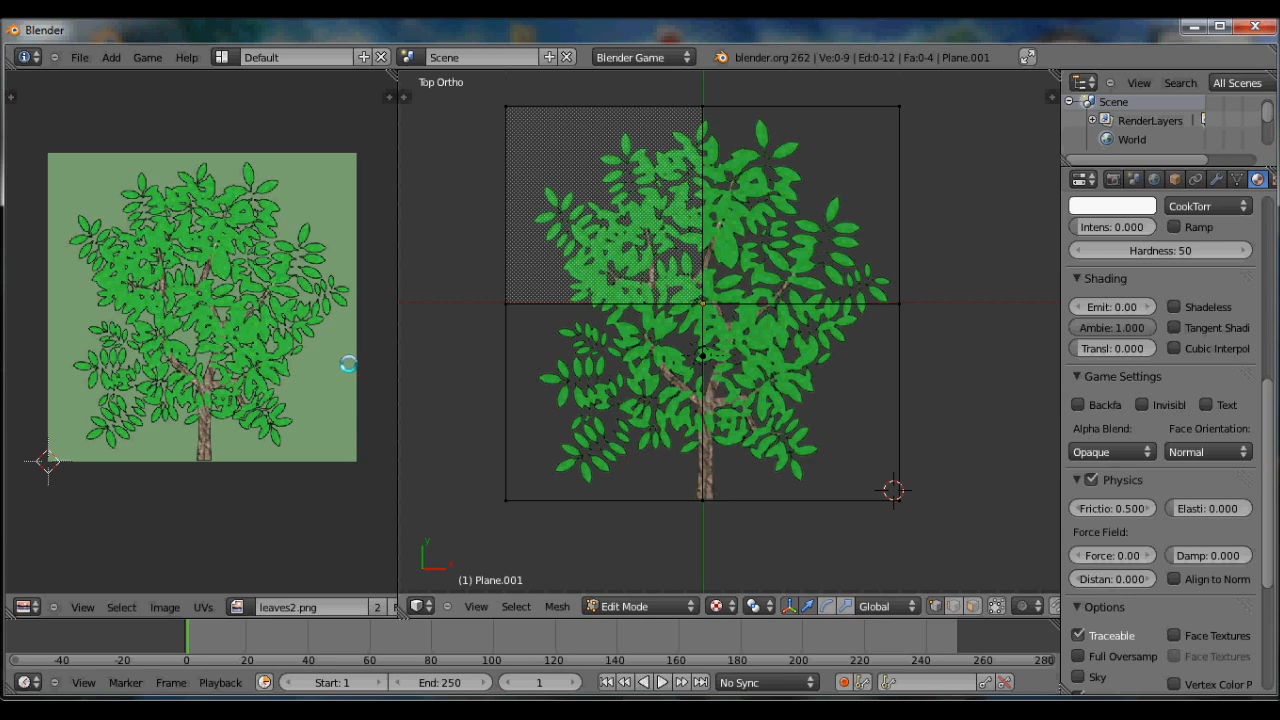 Blender
File Add Game Help Default Scene Blender Game blender.org 262 | Ve:0-9 | Ed:0-12 | Fa:0-4 | Plane.001
Top Ortho
View Search All Scenes
Scene
RenderLayers |
World
CookTorr
Intens: 0.000 Ramp
Hardness: 50
Shading
Emit: 0.00 Shadeless
Ambie: 1.000 Tangent Shadi
Transl: 0.000 Cubic Interpol
Game Settings
Backfa Invisibl Text
Alpha Blend: Face Orientation:
Opaque Normal
Physics
Frictio: 0.500 Elasti: 0.000
Force Field:
Force: 0.00 Damp: 0.000
Distan: 0.000 Align to Norm
Options
Traceable Face Textures
Full Oversamp Face Textures
Sky Vertex Color P
y
x
(1) Plane.001
View Select Image UVs leaves2.png 2 F
View Select Mesh Edit Mode Global
-40 -20 0 20 40 60 80 100 120 140 160 180 200 220 240 260 280
View Marker Frame Playback Start: 1 End: 250 1 No Sync